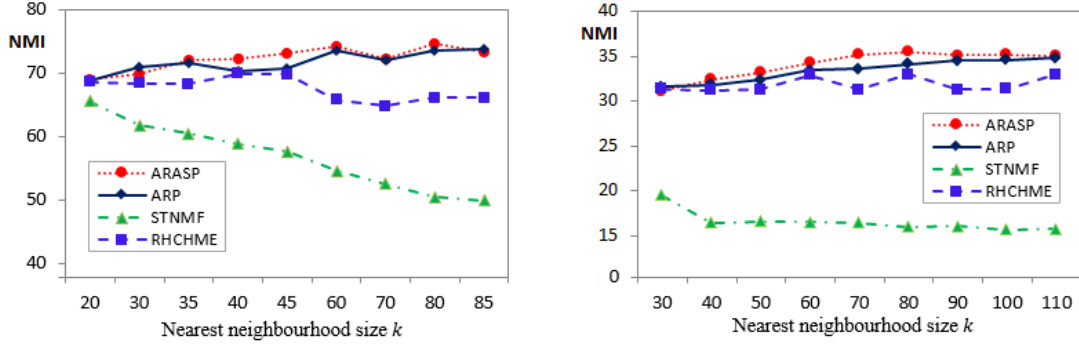 80
NMI
70
60
50
40
ARASP
ARP
STNMF
RHCHME
20 30 35 40 45 60 70 80 85
Nearest neighbourhood size k
40
NMI
35
30
25
20
15
0
ARASP
ARP
STNMF
RHCHME
30 40 50 60 70 80 90 100 110
Nearest neighbourhood size k